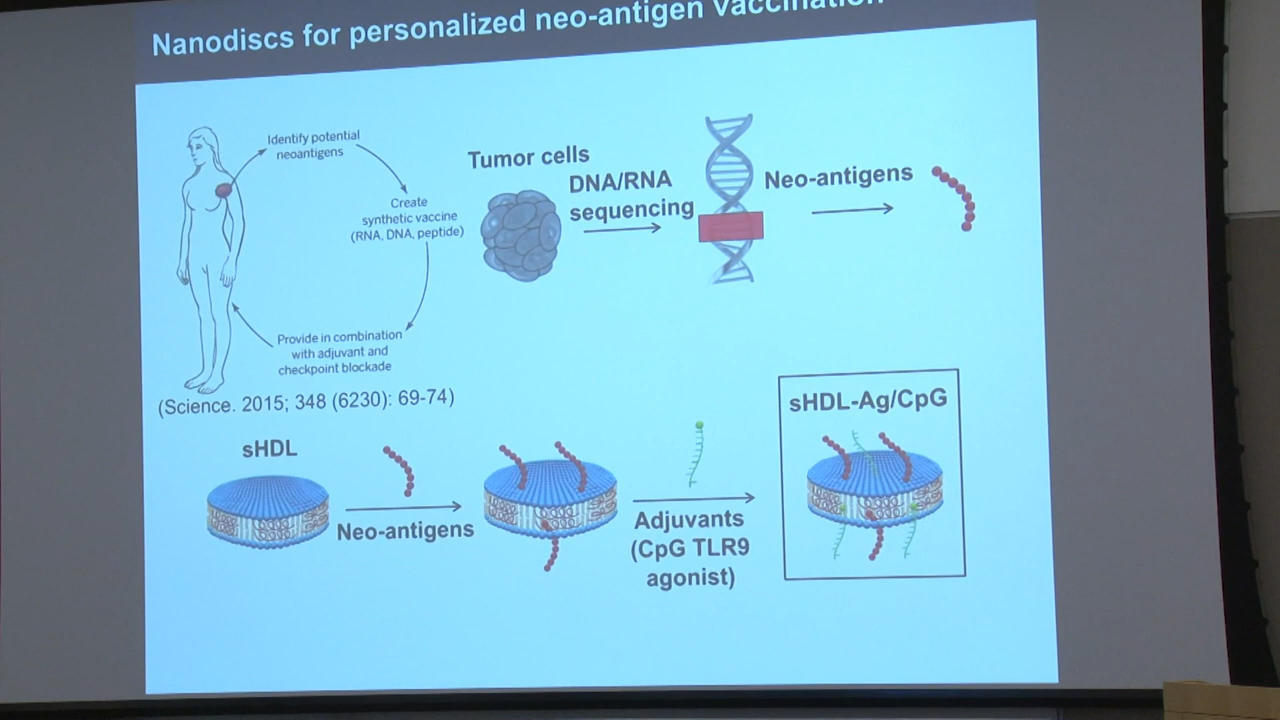 Nanodiscs for personalized neo-antigen vaccination
Identify potential
neoantigens
Create
synthetic vaccine
(RNA, DNA, peptide)
Provide in combination
with adjuvant and
checkpoint blockade
(Science. 2015; 348 (6230): 69-74)
Tumor cells
DNA/RNA
sequencing
Neo-antigens
sHDL
Neo-antigens
Adjuvants
(CpG TLR9
agonist)
sHDL-Ag/CpG